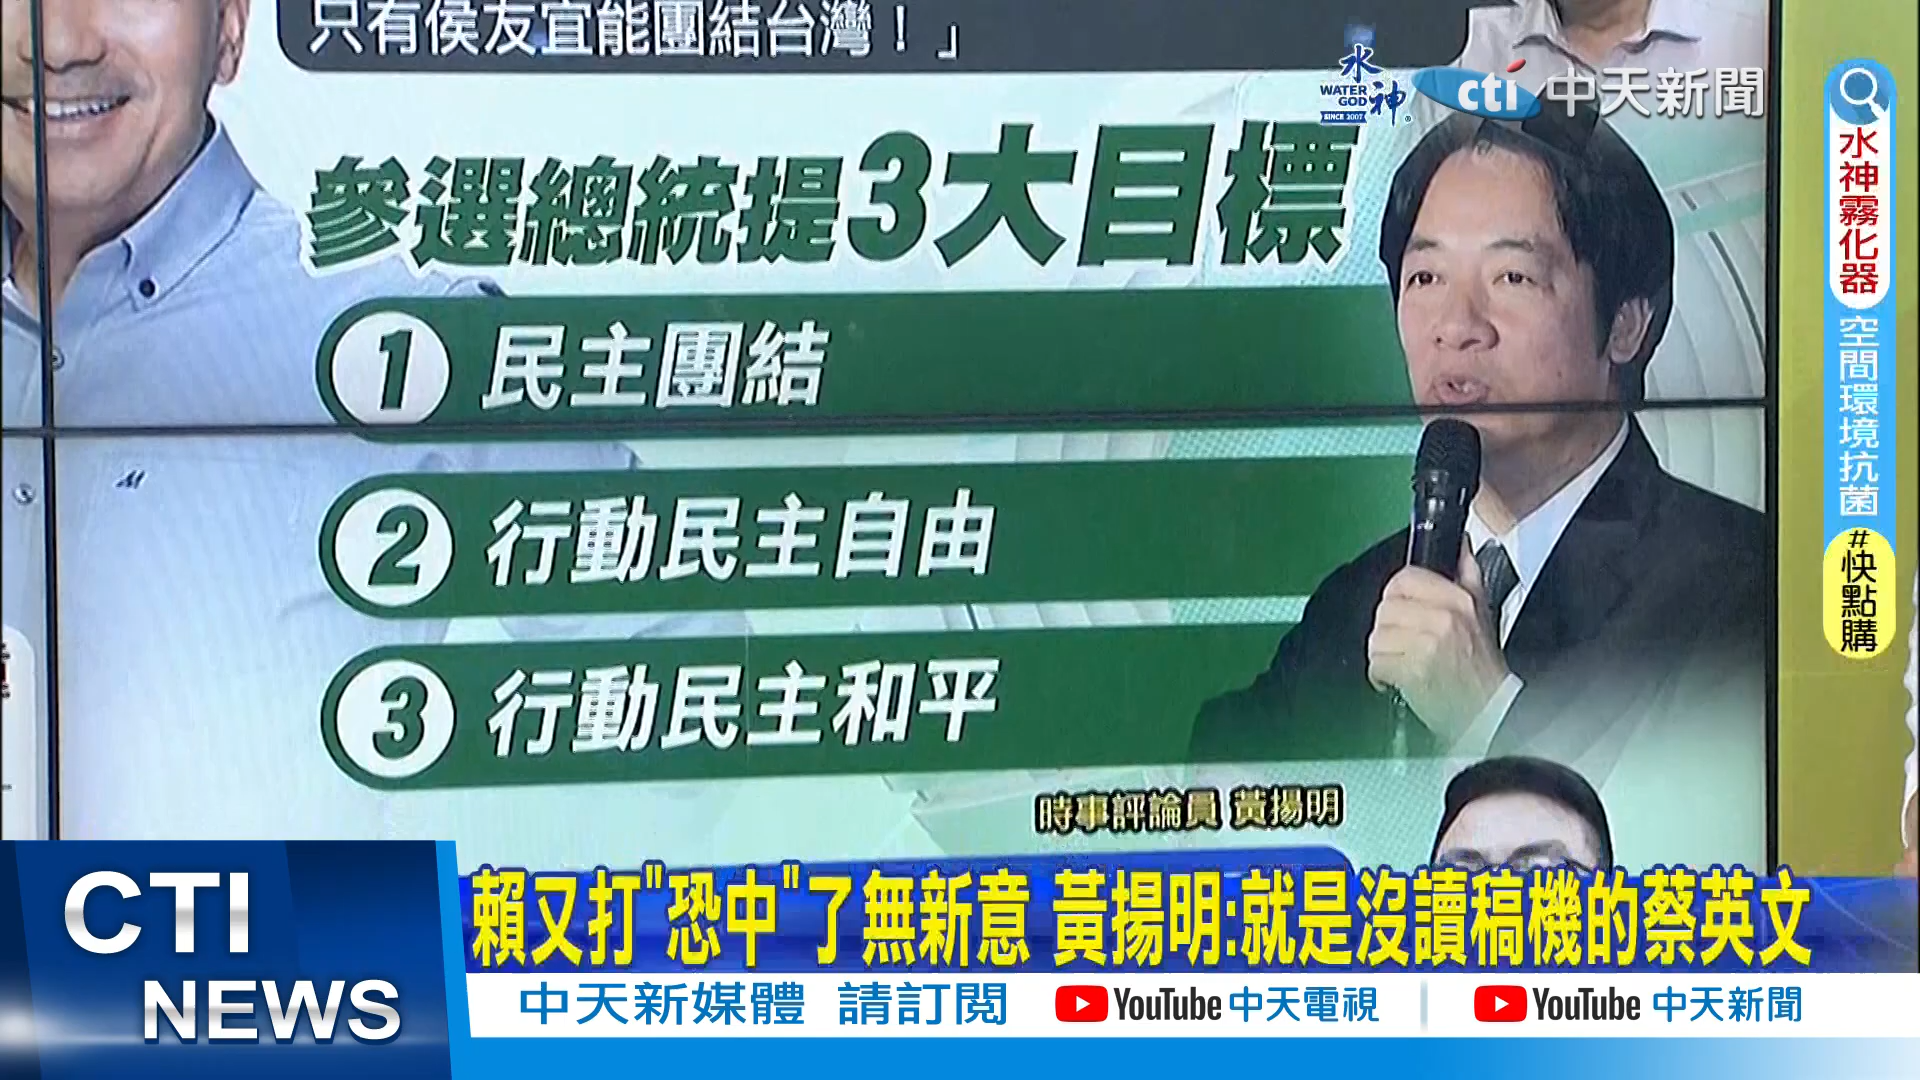 只有侯友宜能團結台灣！」
水神
WATER GOD
SINCE 2007
cti 中天新聞
參選總統提3大目標
1 民主團結
2 行動民主自由
3 行動民主和平
時事評論員 黃揚明
水神霧化器
空間環境抗菌
#快點購
賴又打"恐中"了無新意 黃揚明:就是沒讀稿機的蔡英文
CTI NEWS
中天新媒體 請訂閱 YouTube 中天電視 YouTube 中天新聞